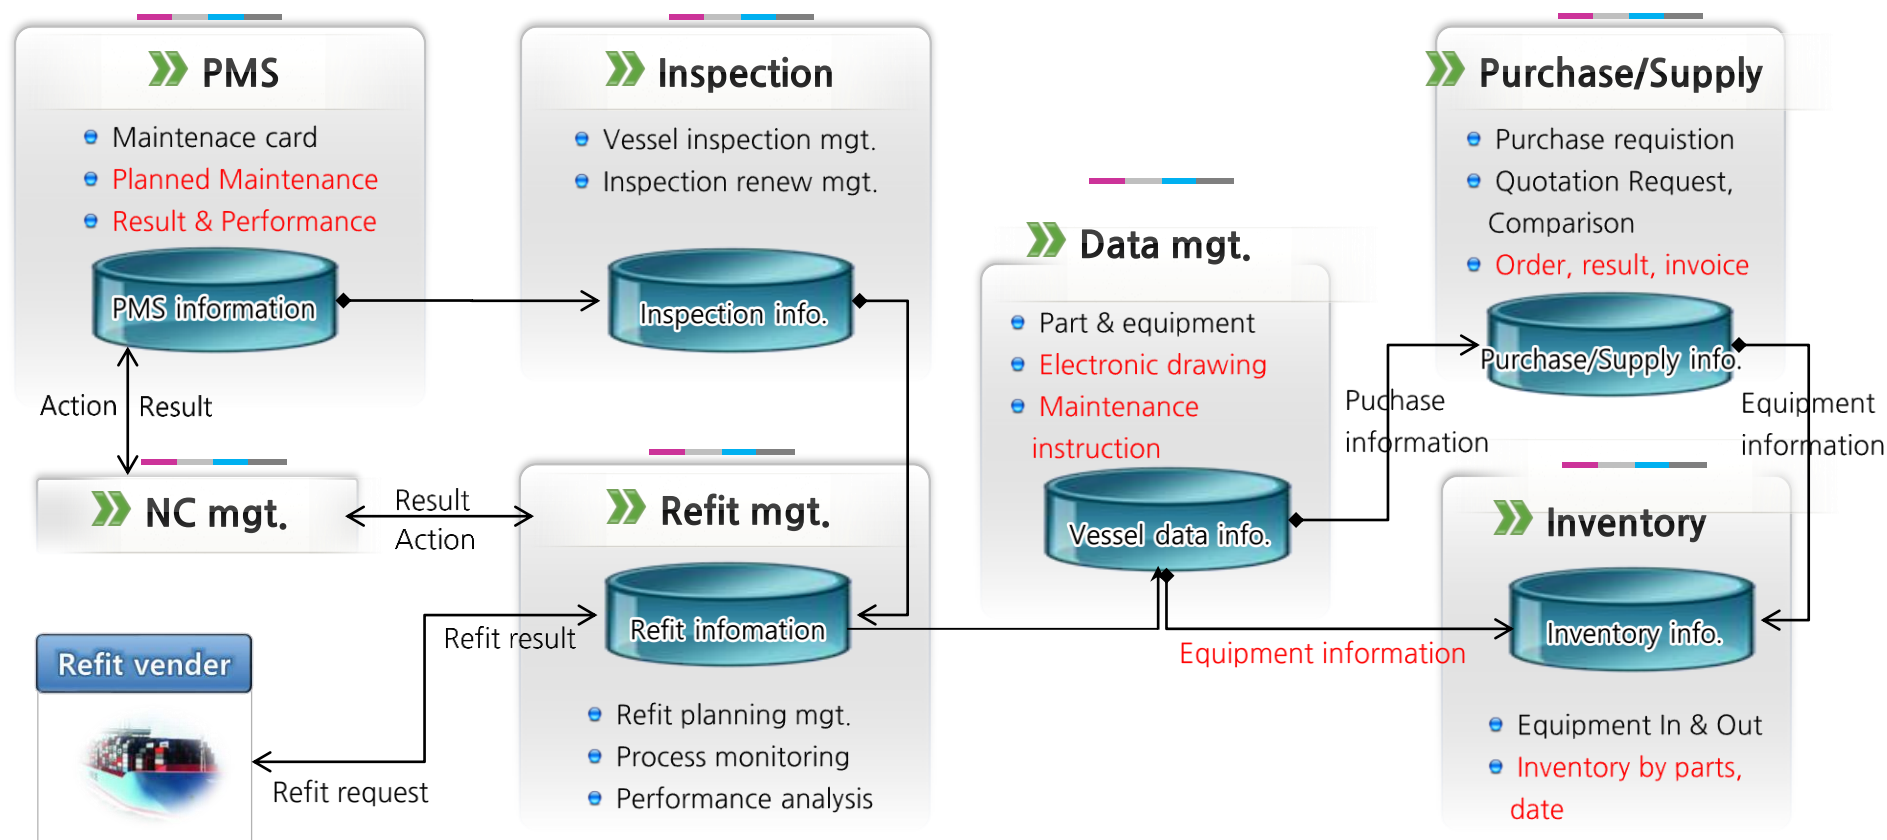 PMS
Maintenace card
Planned Maintenance
Result & Performance
PMS information
Action
Result
NC mgt.
Result
Action
Inspection
Vessel inspection mgt.
Inspection renew mgt.
Inspection info.
Refit mgt.
Refit infomation
Refit planning mgt.
Process monitoring
Performance analysis
Refit result
Refit vender
Refit request
Data mgt.
Part & equipment
Electronic drawing
Maintenance
instruction
Vessel data info.
Equipment information
Puchase
information
Purchase/Supply
Purchase requistion
Quotation Request,
Comparison
Order, result, invoice
Purchase/Supply info.
Equipment
information
Inventory
Inventory info.
Equipment In & Out
Inventory by parts,
date